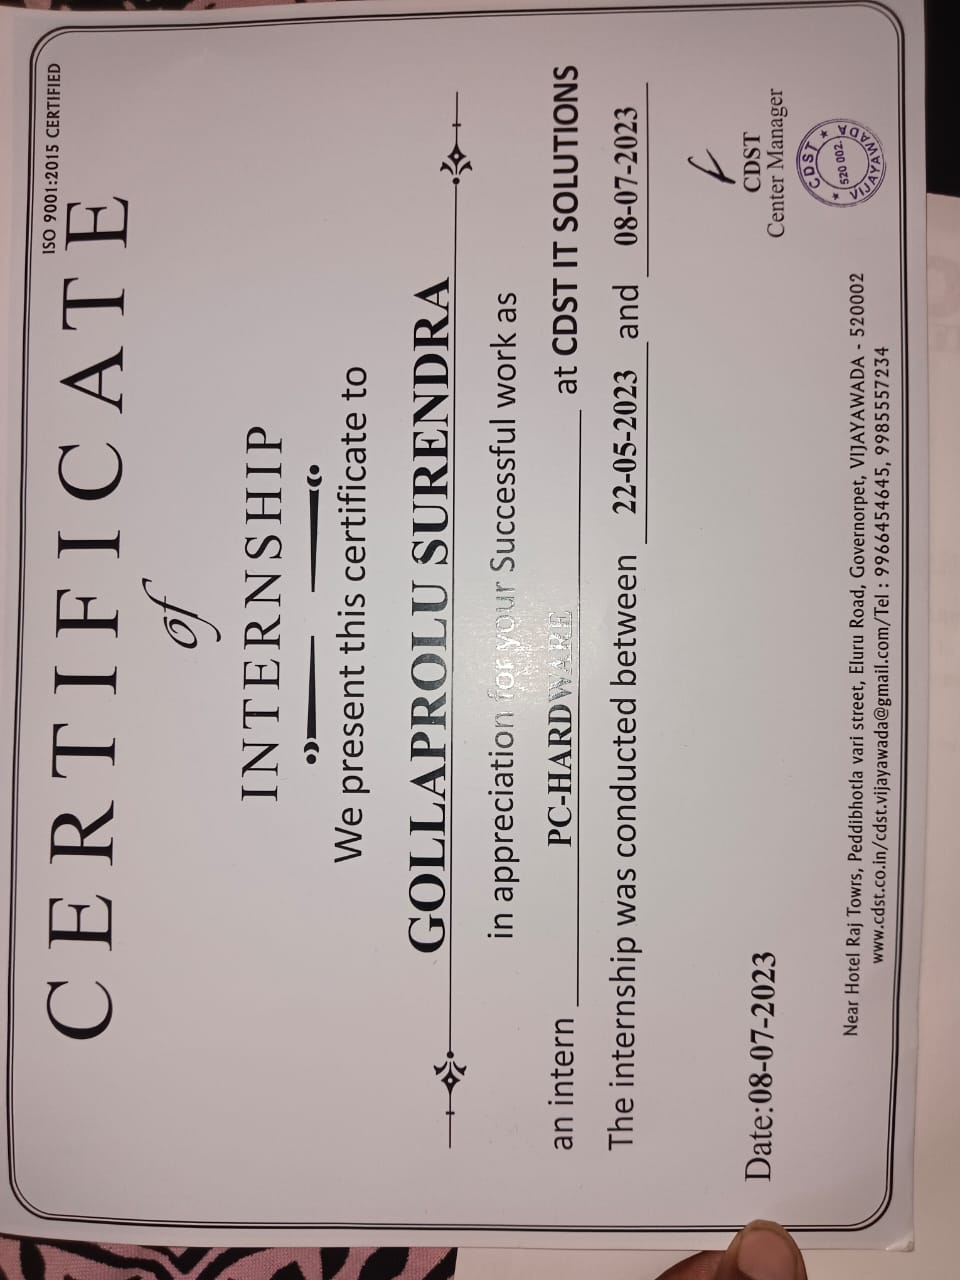 ISO 9001:2015 CERTIFIED
CERTIFICATE
of
INTERNSHIP
We present this certificate to
GOLLAPROLU SURENDRA
in appreciation for your Successful work as
an intern PC-HARDWARE at CDST IT SOLUTIONS
The internship was conducted between 22-05-2023 and 08-07-2023
Date:08-07-2023
CDST
Center Manager
CDST
520 002.
VIJAYAWADA
Near Hotel Raj Towrs, Peddibhotla vari street, Eluru Road, Governorpet, VIJAYAWADA - 520002
www.cdst.co.in/cdst.vijayawada@gmail.com/Tel : 9966454645, 9985557234